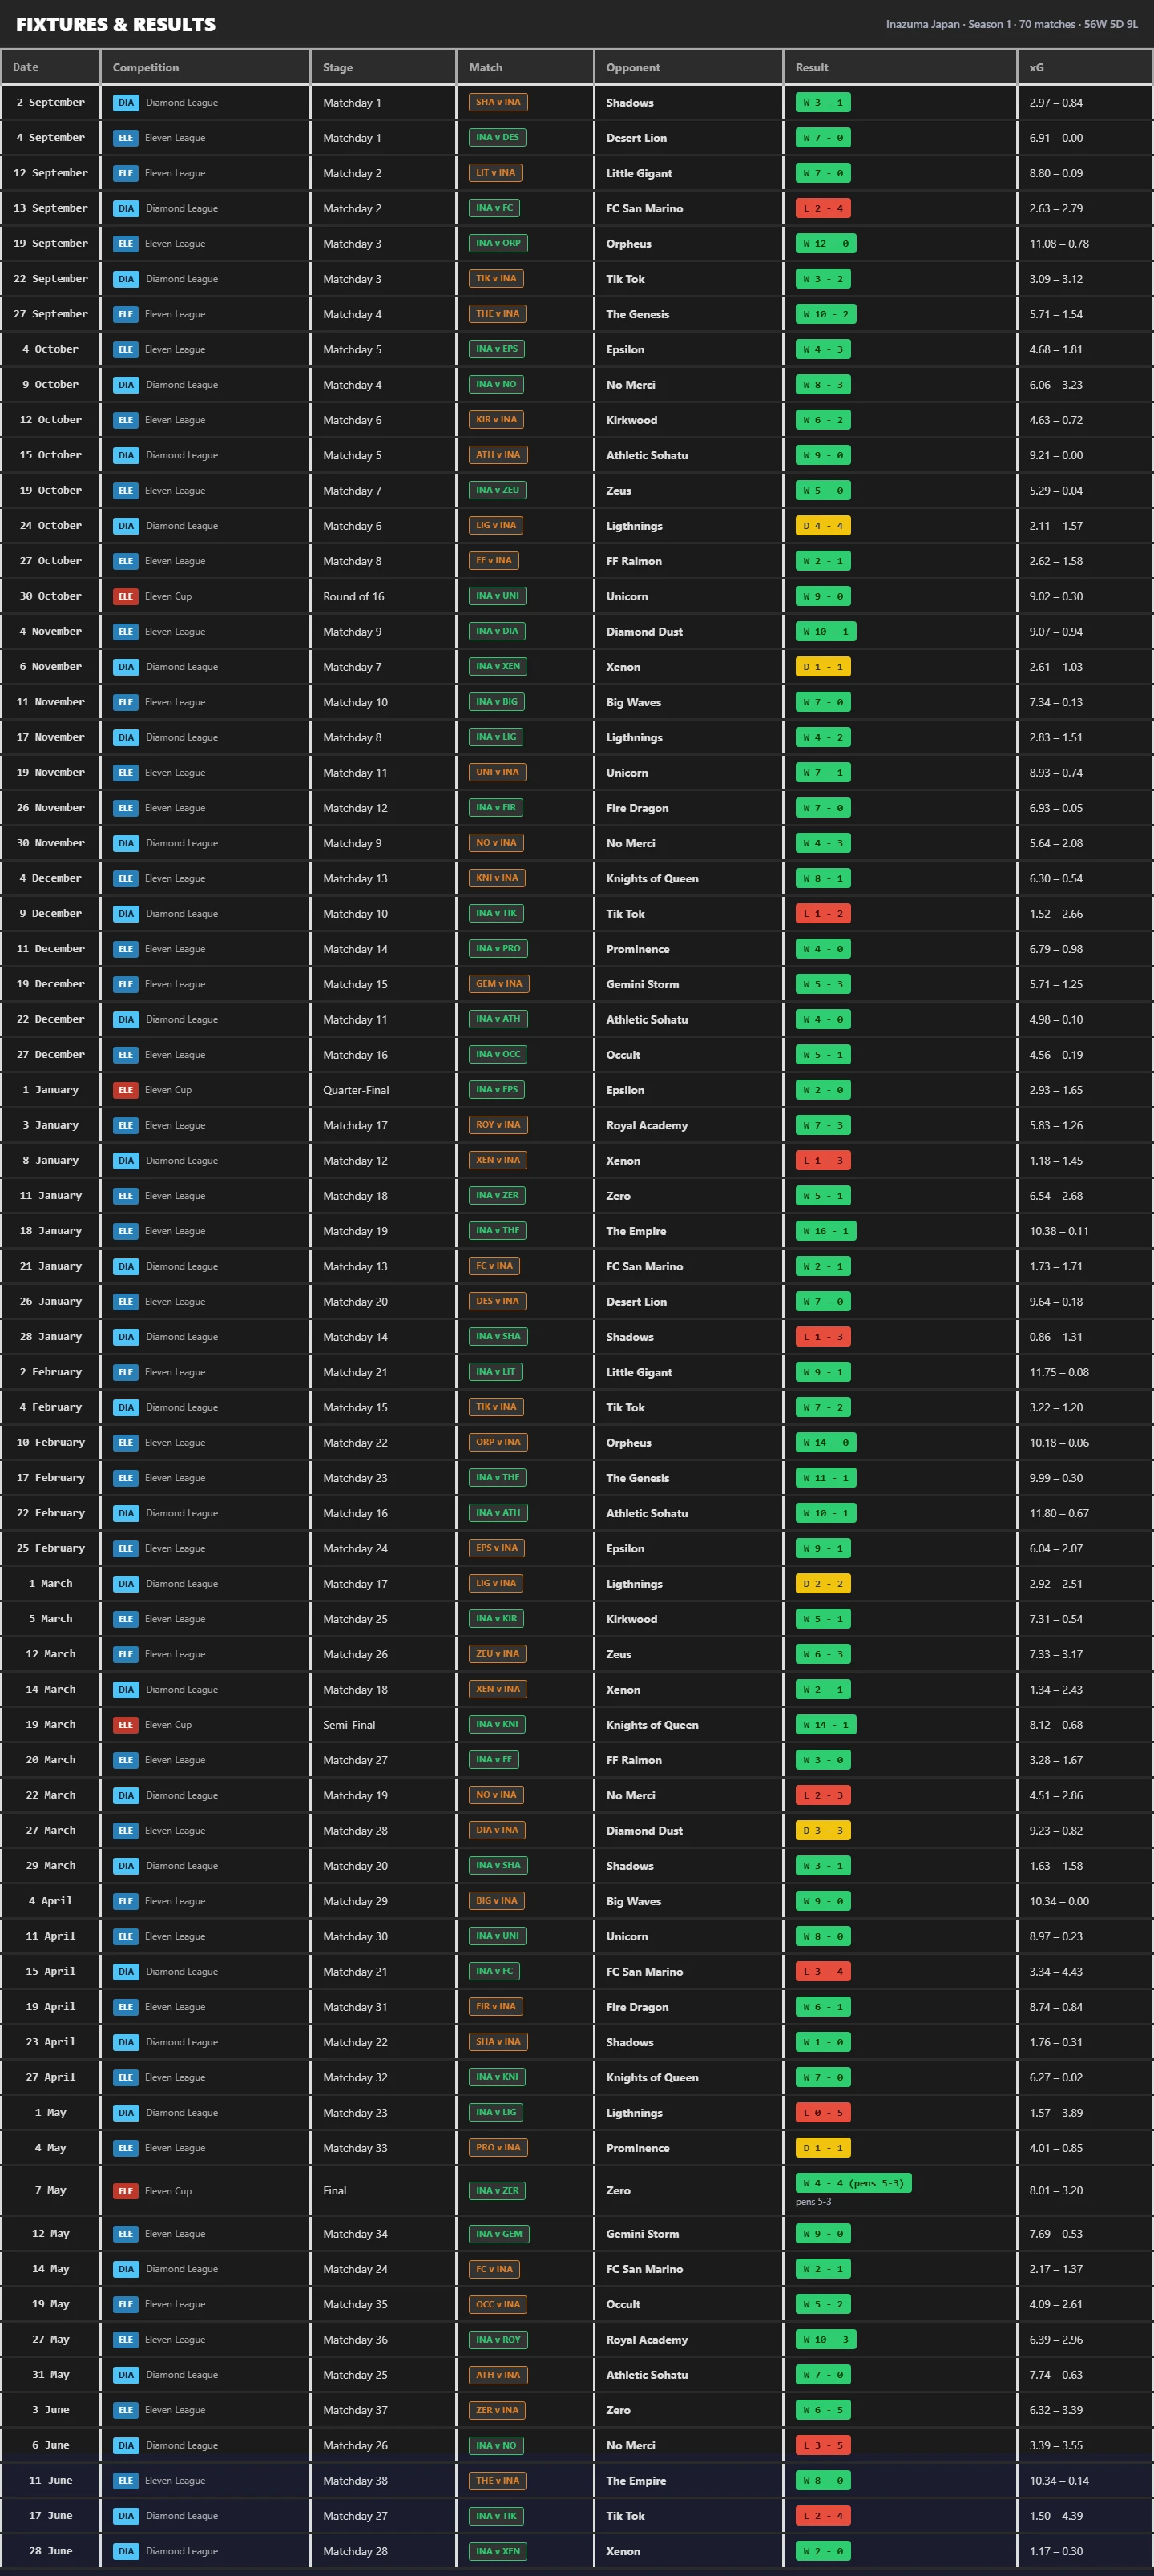 FIXTURES & RESULTS
Inazuma Japan · Season 1 · 70 matches · 56W 5D 9L
Date Competition Stage Match Opponent Result xG
2 September DIA Diamond League Matchday 1 SHA v INA Shadows W 3 - 1 2.97 – 0.84
4 September ELE Eleven League Matchday 1 INA v DES Desert Lion W 7 - 0 6.91 – 0.00
12 September ELE Eleven League Matchday 2 LIT v INA Little Gigant W 7 - 0 8.80 – 0.09
13 September DIA Diamond League Matchday 2 INA v FC FC San Marino L 2 - 4 2.63 – 2.79
19 September ELE Eleven League Matchday 3 INA v ORP Orpheus W 12 - 0 11.08 – 0.78
22 September DIA Diamond League Matchday 3 TIK v INA Tik Tok W 3 - 2 3.09 – 3.12
27 September ELE Eleven League Matchday 4 THE v INA The Genesis W 10 - 2 5.71 – 1.54
4 October ELE Eleven League Matchday 5 INA v EPS Epsilon W 4 - 3 4.68 – 1.81
9 October DIA Diamond League Matchday 4 INA v NO No Merci W 8 - 3 6.06 – 3.23
12 October ELE Eleven League Matchday 6 KIR v INA Kirkwood W 6 - 2 4.63 – 0.72
15 October DIA Diamond League Matchday 5 ATH v INA Athletic Sohatu W 9 - 0 9.21 – 0.00
19 October ELE Eleven League Matchday 7 INA v ZEU Zeus W 5 - 0 5.29 – 0.04
24 October DIA Diamond League Matchday 6 LIG v INA Ligthnings D 4 - 4 2.11 – 1.57
27 October ELE Eleven League Matchday 8 FF v INA FF Raimon W 2 - 1 2.62 – 1.58
30 October ELE Eleven Cup Round of 16 INA v UNI Unicorn W 9 - 0 9.02 – 0.30
4 November ELE Eleven League Matchday 9 INA v DIA Diamond Dust W 10 - 1 9.07 – 0.94
6 November DIA Diamond League Matchday 7 INA v XEN Xenon D 1 - 1 2.61 – 1.03
11 November ELE Eleven League Matchday 10 INA v BIG Big Waves W 7 - 0 7.34 – 0.13
17 November DIA Diamond League Matchday 8 INA v LIG Ligthnings W 4 - 2 2.83 – 1.51
19 November ELE Eleven League Matchday 11 UNI v INA Unicorn W 7 - 1 8.93 – 0.74
26 November ELE Eleven League Matchday 12 INA v FIR Fire Dragon W 7 - 0 6.93 – 0.05
30 November DIA Diamond League Matchday 9 NO v INA No Merci W 4 - 3 5.64 – 2.08
4 December ELE Eleven League Matchday 13 KNI v INA Knights of Queen W 8 - 1 6.30 – 0.54
9 December DIA Diamond League Matchday 10 INA v TIK Tik Tok L 1 - 2 1.52 – 2.66
11 December ELE Eleven League Matchday 14 INA v PRO Prominence W 4 - 0 6.79 – 0.98
19 December ELE Eleven League Matchday 15 GEM v INA Gemini Storm W 5 - 3 5.71 – 1.25
22 December DIA Diamond League Matchday 11 INA v ATH Athletic Sohatu W 4 - 0 4.98 – 0.10
27 December ELE Eleven League Matchday 16 INA v OCC Occult W 5 - 1 4.56 – 0.19
1 January ELE Eleven Cup Quarter-Final INA v EPS Epsilon W 2 - 0 2.93 – 1.65
3 January ELE Eleven League Matchday 17 ROY v INA Royal Academy W 7 - 3 5.83 – 1.26
8 January DIA Diamond League Matchday 12 XEN v INA Xenon L 1 - 3 1.18 – 1.45
11 January ELE Eleven League Matchday 18 INA v ZER Zero W 5 - 1 6.54 – 2.68
18 January ELE Eleven League Matchday 19 INA v THE The Empire W 16 - 1 10.38 – 0.11
21 January DIA Diamond League Matchday 13 FC v INA FC San Marino W 2 - 1 1.73 – 1.71
26 January ELE Eleven League Matchday 20 DES v INA Desert Lion W 7 - 0 9.64 – 0.18
28 January DIA Diamond League Matchday 14 INA v SHA Shadows L 1 - 3 0.86 – 1.31
2 February ELE Eleven League Matchday 21 INA v LIT Little Gigant W 9 - 1 11.75 – 0.08
4 February DIA Diamond League Matchday 15 TIK v INA Tik Tok W 7 - 2 3.22 – 1.20
10 February ELE Eleven League Matchday 22 ORP v INA Orpheus W 14 - 0 10.18 – 0.06
17 February ELE Eleven League Matchday 23 INA v THE The Genesis W 11 - 1 9.99 – 0.30
22 February DIA Diamond League Matchday 16 INA v ATH Athletic Sohatu W 10 - 1 11.80 – 0.67
25 February ELE Eleven League Matchday 24 EPS v INA Epsilon W 9 - 1 6.04 – 2.07
1 March DIA Diamond League Matchday 17 LIG v INA Ligthnings D 2 - 2 2.92 – 2.51
5 March ELE Eleven League Matchday 25 INA v KIR Kirkwood W 5 - 1 7.31 – 0.54
12 March ELE Eleven League Matchday 26 ZEU v INA Zeus W 6 - 3 7.33 – 3.17
14 March DIA Diamond League Matchday 18 XEN v INA Xenon W 2 - 1 1.34 – 2.43
19 March ELE Eleven Cup Semi-Final INA v KNI Knights of Queen W 14 - 1 8.12 – 0.68
20 March ELE Eleven League Matchday 27 INA v FF FF Raimon W 3 - 0 3.28 – 1.67
22 March DIA Diamond League Matchday 19 NO v INA No Merci L 2 - 3 4.51 – 2.86
27 March ELE Eleven League Matchday 28 DIA v INA Diamond Dust D 3 - 3 9.23 – 0.82
29 March DIA Diamond League Matchday 20 INA v SHA Shadows W 3 - 1 1.63 – 1.58
4 April ELE Eleven League Matchday 29 BIG v INA Big Waves W 9 - 0 10.34 – 0.00
11 April ELE Eleven League Matchday 30 INA v UNI Unicorn W 8 - 0 8.97 – 0.23
15 April DIA Diamond League Matchday 21 INA v FC FC San Marino L 3 - 4 3.34 – 4.43
19 April ELE Eleven League Matchday 31 FIR v INA Fire Dragon W 6 - 1 8.74 – 0.84
23 April DIA Diamond League Matchday 22 SHA v INA Shadows W 1 - 0 1.76 – 0.31
27 April ELE Eleven League Matchday 32 INA v KNI Knights of Queen W 7 - 0 6.27 – 0.02
1 May DIA Diamond League Matchday 23 INA v LIG Ligthnings L 0 - 5 1.57 – 3.89
4 May ELE Eleven League Matchday 33 PRO v INA Prominence D 1 - 1 4.01 – 0.85
7 May ELE Eleven Cup Final INA v ZER Zero W 4 - 4 (pens 5-3) 8.01 – 3.20
pens 5-3
12 May ELE Eleven League Matchday 34 INA v GEM Gemini Storm W 9 - 0 7.69 – 0.53
14 May DIA Diamond League Matchday 24 FC v INA FC San Marino W 2 - 1 2.17 – 1.37
19 May ELE Eleven League Matchday 35 OCC v INA Occult W 5 - 2 4.09 – 2.61
27 May ELE Eleven League Matchday 36 INA v ROY Royal Academy W 10 - 3 6.39 – 2.96
31 May DIA Diamond League Matchday 25 ATH v INA Athletic Sohatu W 7 - 0 7.74 – 0.63
3 June ELE Eleven League Matchday 37 ZER v INA Zero W 6 - 5 6.32 – 3.39
6 June DIA Diamond League Matchday 26 INA v NO No Merci L 3 - 5 3.39 – 3.55
11 June ELE Eleven League Matchday 38 THE v INA The Empire W 8 - 0 10.34 – 0.14
17 June DIA Diamond League Matchday 27 INA v TIK Tik Tok L 2 - 4 1.50 – 4.39
28 June DIA Diamond League Matchday 28 INA v XEN Xenon W 2 - 0 1.17 – 0.30